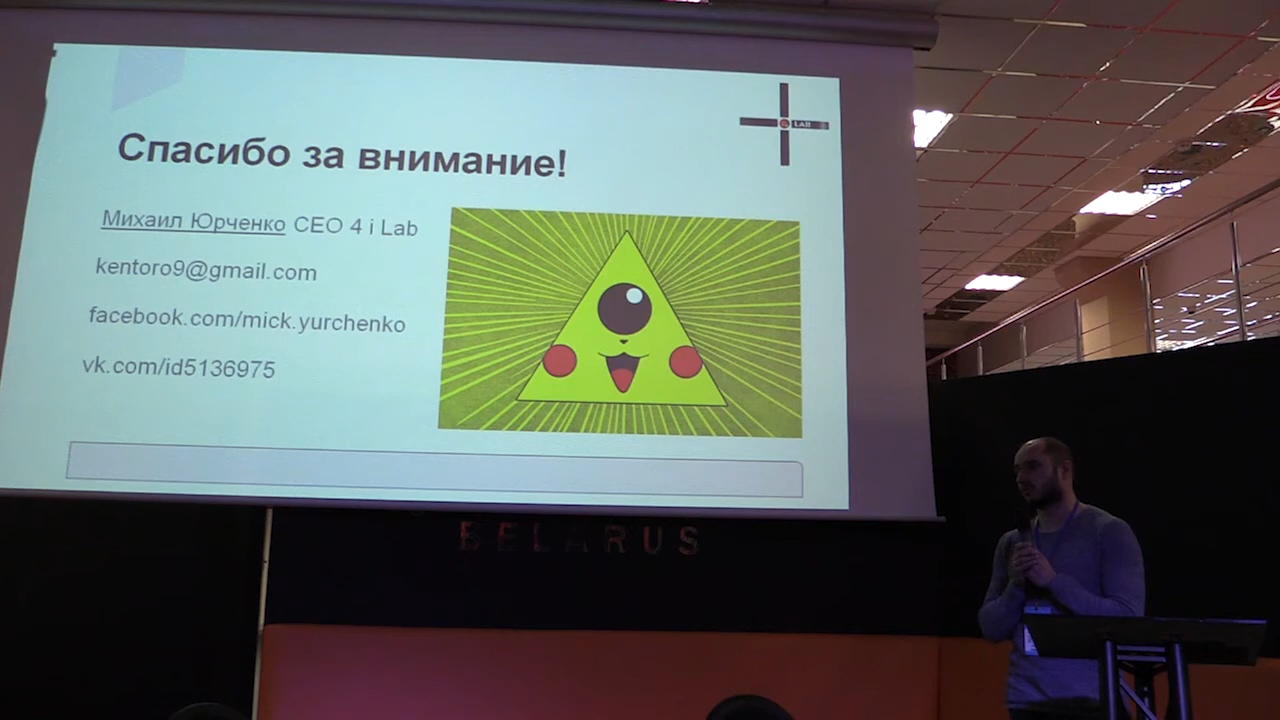 LAB
Спасибо за внимание!
Михаил Юрченко CEO 4 i Lab
kentoro9@gmail.com
facebook.com/mick.yurchenko
vk.com/id5136975
BELARUS